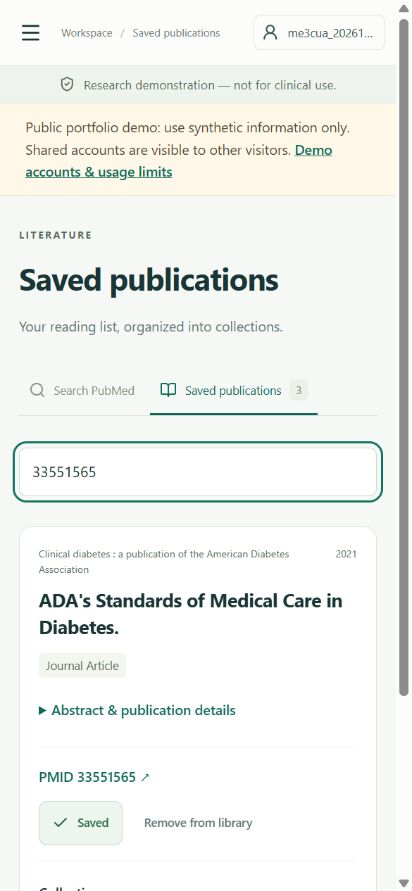 Workspace / Saved publications
me3cua_20261...
Research demonstration — not for clinical use.
Public portfolio demo: use synthetic information only.
Shared accounts are visible to other visitors. Demo
accounts & usage limits
LITERATURE
Saved publications
Your reading list, organized into collections.
Search PubMed
Saved publications 3
33551565
Clinical diabetes : a publication of the American Diabetes
Association
2021
ADA's Standards of Medical Care in
Diabetes.
Journal Article
▶ Abstract & publication details
PMID 33551565 ↗
Saved
Remove from library